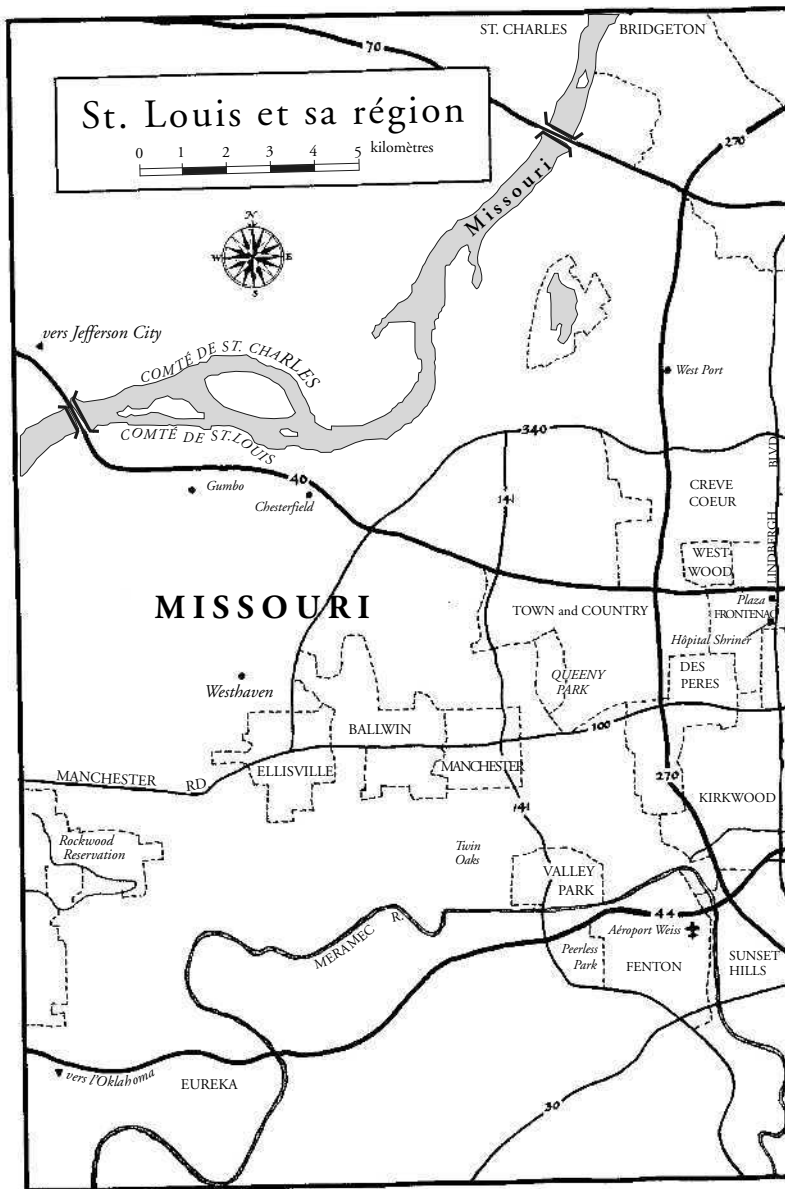 70
ST. CHARLES
BRIDGETON
St. Louis et sa région
0 1 2 3 4 5 kilomètres
270
Missouri
N
W E
S
vers Jefferson City
COMTÉ DE ST. CHARLES
COMTÉ DE ST. LOUIS
West Port
340
BLVD
LINDBERGH
40
Gumbo
Chesterfield
141
CREVE
COEUR
WEST
WOOD
MISSOURI
TOWN and COUNTRY
Plaza
FRONTENAC
Hôpital Shriner
QUEENY
PARK
DES
PERES
Westhaven
BALLWIN
100
MANCHESTER RD
ELLISVILLE
MANCHESTER
270
KIRKWOOD
141
Rockwood
Reservation
Twin
Oaks
VALLEY
PARK
MERAMEC R.
44
Aéroport Weiss
Peerless
Park
FENTON
SUNSET
HILLS
vers l'Oklahoma
EUREKA
30